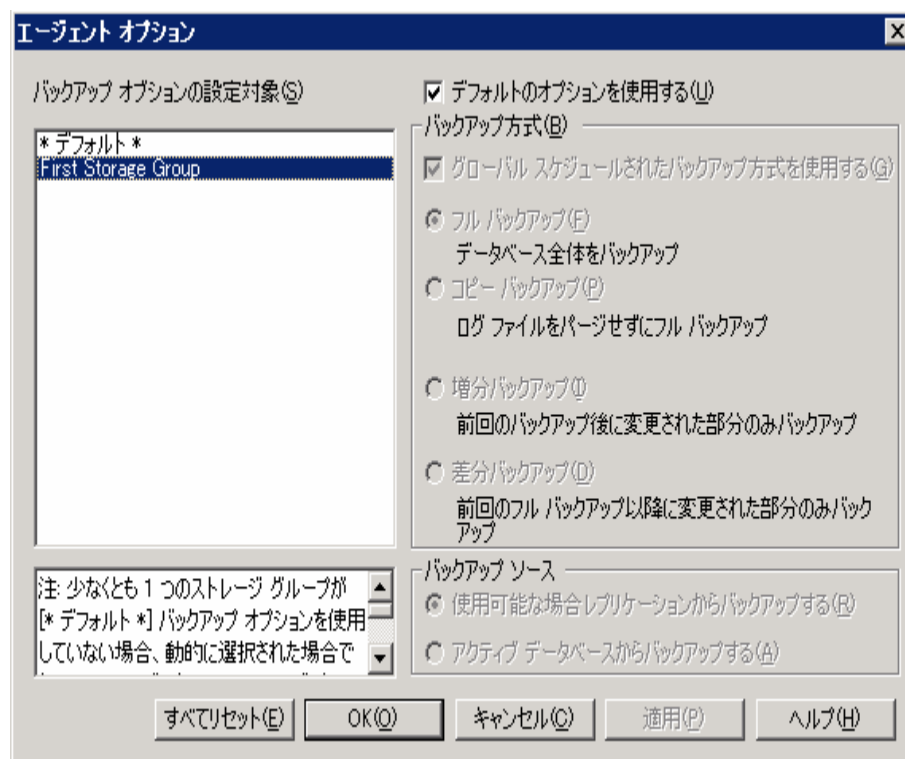 エージェント オプション
バックアップ オプションの設定対象(S)
* デフォルト *
First Storage Group
注: 少なくとも 1 つのストレージ グループが
[* デフォルト *] バックアップ オプションを使用
していない場合、動的に選択された場合で
デフォルトのオプションを使用する(U)
バックアップ方式(B)
グローバル スケジュールされたバックアップ方式を使用する(G)
フル バックアップ(F)
データベース全体をバックアップ
コピー バックアップ(P)
ログ ファイルをパージせずにフル バックアップ
増分バックアップ(I)
前回のバックアップ後に変更された部分のみバックアップ
差分バックアップ(D)
前回のフル バックアップ以降に変更された部分のみバック
アップ
バックアップ ソース
使用可能な場合レプリケーションからバックアップする(R)
アクティブ データベースからバックアップする(A)
すべてリセット(E)
OK(O)
キャンセル(C)
適用(P)
ヘルプ(H)